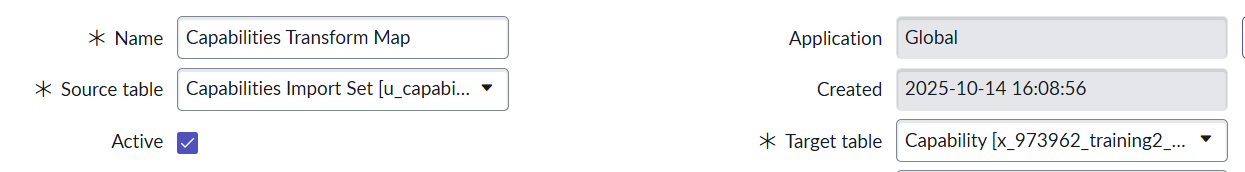 * Name Capabilities Transform Map
Application Global
* Source table Capabilities Import Set [u_capabi...
Created 2025-10-14 16:08:56
Active
* Target table Capability [x_973962_training2_...